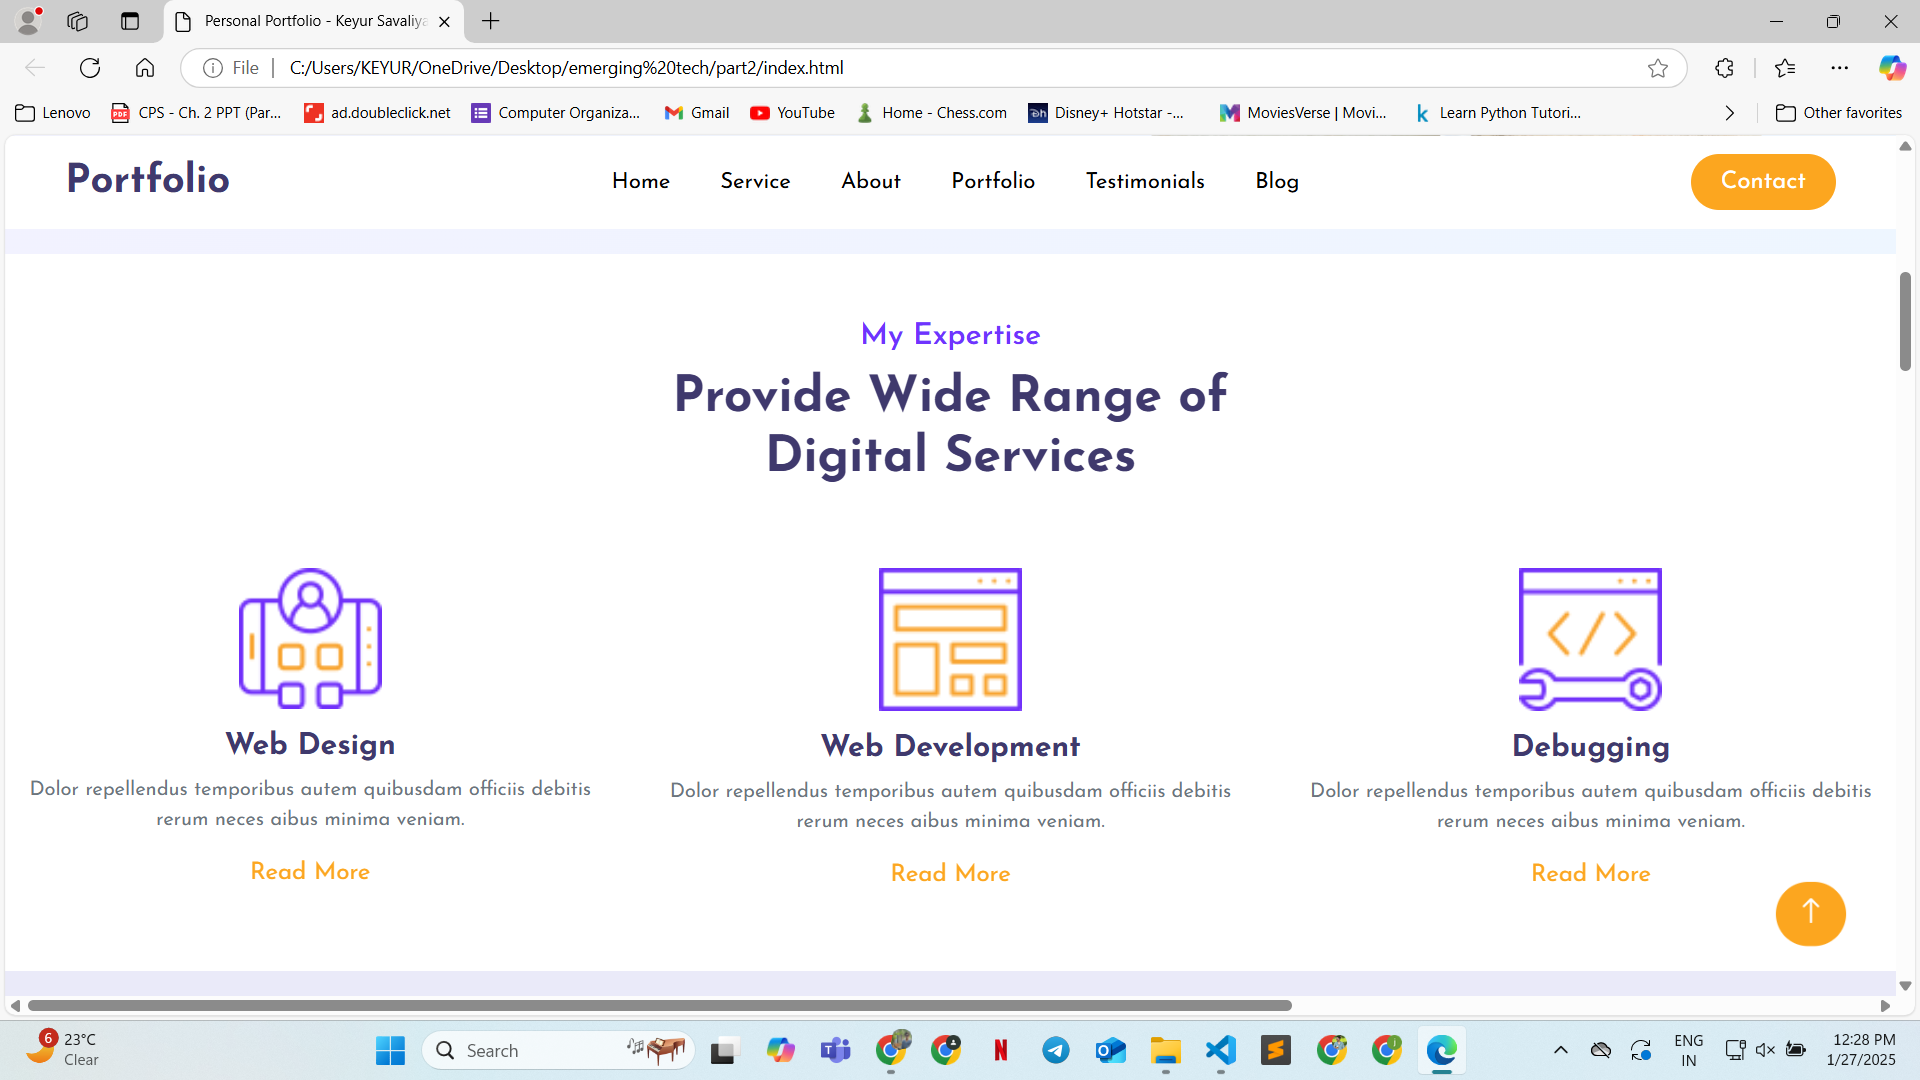 Personal Portfolio - Keyur Savaliya
File
C:/Users/KEYUR/OneDrive/Desktop/emerging%20tech/part2/index.html
Lenovo
CPS - Ch. 2 PPT (Par...
ad.doubleclick.net
Computer Organiza...
Gmail
YouTube
Home - Chess.com
Disney+ Hotstar -...
MoviesVerse | Movi...
Learn Python Tutori...
Other favorites
Portfolio
Home
Service
About
Portfolio
Testimonials
Blog
Contact
My Expertise
Provide Wide Range of
Digital Services
Web Design
Dolor repellendus temporibus autem quibusdam officiis debitis
rerum neces aibus minima veniam.
Read More
Web Development
Dolor repellendus temporibus autem quibusdam officiis debitis
rerum neces aibus minima veniam.
Read More
Debugging
Dolor repellendus temporibus autem quibusdam officiis debitis
rerum neces aibus minima veniam.
Read More
6
23°C
Clear
Search
ENG
IN
12:28 PM
1/27/2025